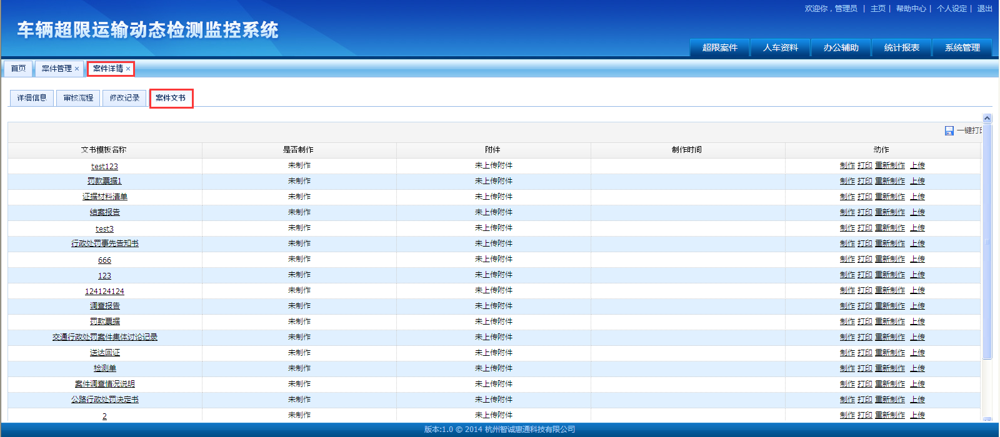 欢迎你，管理员 | 主页 | 帮助中心 | 个人设定 | 退出
车辆超限运输动态检测监控系统
超限案件 人车资料 办公辅助 统计报表 系统管理
首页 案件管理 × 案件详情 ×
详细信息 审核流程 修改记录 案件文书
一键打印
文书模板名称 是否制作 附件 制作时间 动作
test123 未制作 未上传附件 制作 打印 重新制作 上传
罚款票据1 未制作 未上传附件 制作 打印 重新制作 上传
证据材料清单 未制作 未上传附件 制作 打印 重新制作 上传
结案报告 未制作 未上传附件 制作 打印 重新制作 上传
test3 未制作 未上传附件 制作 打印 重新制作 上传
行政处罚事先告知书 未制作 未上传附件 制作 打印 重新制作 上传
666 未制作 未上传附件 制作 打印 重新制作 上传
123 未制作 未上传附件 制作 打印 重新制作 上传
124124124 未制作 未上传附件 制作 打印 重新制作 上传
调查报告 未制作 未上传附件 制作 打印 重新制作 上传
罚款票据 未制作 未上传附件 制作 打印 重新制作 上传
交通行政处罚案件集体讨论记录 未制作 未上传附件 制作 打印 重新制作 上传
送达回证 未制作 未上传附件 制作 打印 重新制作 上传
检测单 未制作 未上传附件 制作 打印 重新制作 上传
案件调查情况说明 未制作 未上传附件 制作 打印 重新制作 上传
公路行政处罚决定书 未制作 未上传附件 制作 打印 重新制作 上传
2 未制作 未上传附件 制作 打印 重新制作 上传
版本:1.0 © 2014 杭州智诚惠通科技有限公司